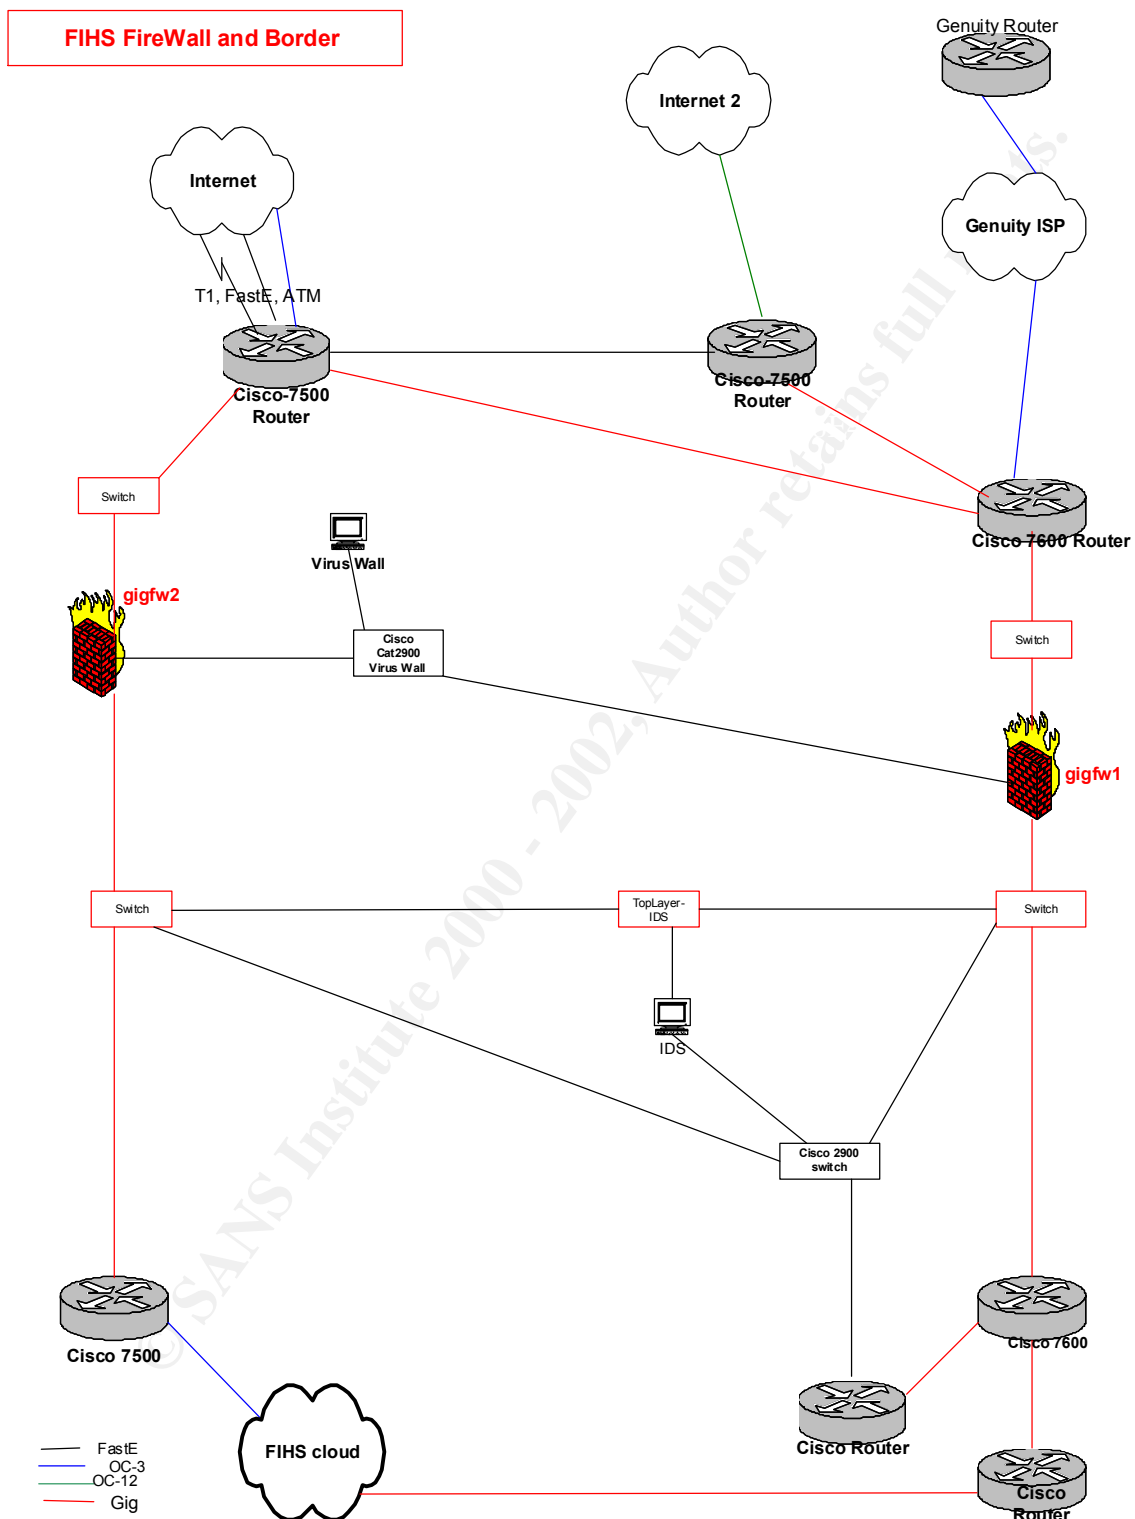 FIHS FireWall and Border
Genuity Router
Internet 2
Internet
Genuity ISP
T1, FastE, ATM
Cisco-7500
Router
Cisco-7500
Router
Switch
Cisco 7600 Router
Virus Wall
gigfw2
Cisco
Cat2900
Virus Wall
Switch
gigfw1
Switch
TopLayer-
IDS
Switch
IDS
Cisco 2900
switch
Cisco 7500
Cisco 7600
FIHS cloud
Cisco Router
Cisco
Router
FastE
OC-3
OC-12
Gig
© SANS Institute 2000 - 2002, Author retains full rights.